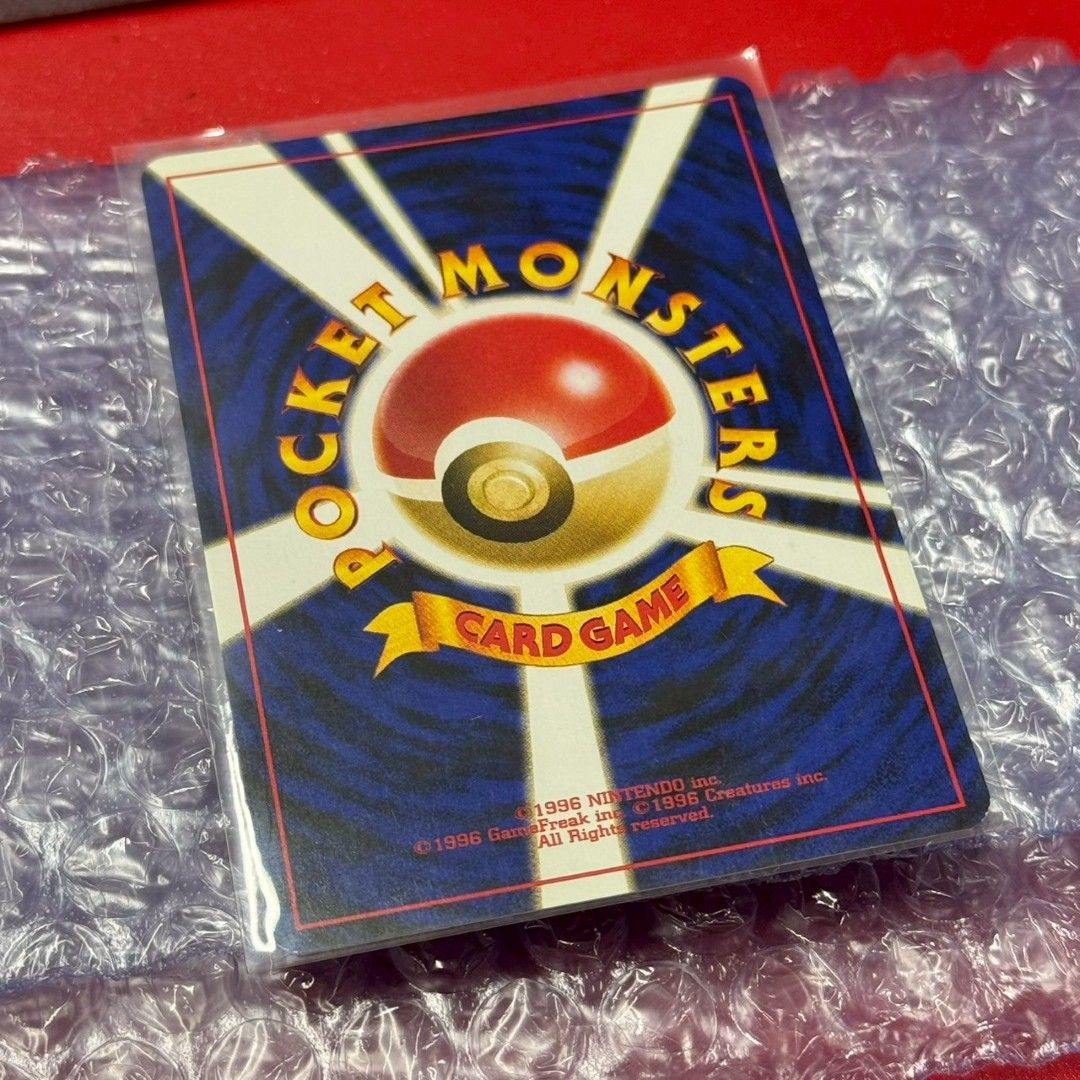 POCKET MONSTERS
CARD GAME
©1996 NINTENDO inc.
©1996 GameFreak inc. ©1996 Creatures inc.
All Rights reserved.